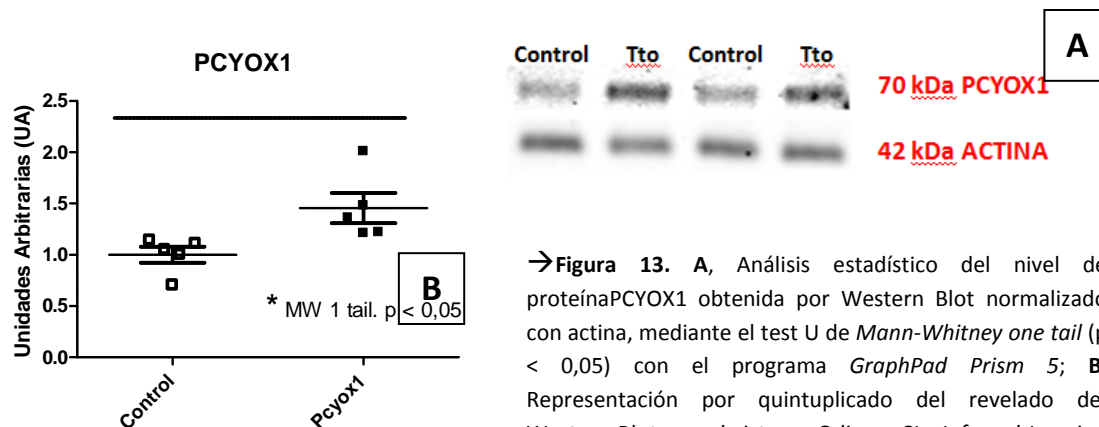 PCYOX1
Unidades Arbitrarias (UA)
2.5
2.0
1.5
1.0
0.5
0.0
* MW 1 tail. p < 0,05
B
Control
Pcyox1
A
Control Tto Control Tto
70 kDa PCYOX1
42 kDa ACTINA
→Figura 13. A, Análisis estadístico del nivel de
proteínaPCYOX1 obtenida por Western Blot normalizado
con actina, mediante el test U de Mann-Whitney one tail (p
< 0,05) con el programa GraphPad Prism 5; B
Representación por quintuplicado del revelado de